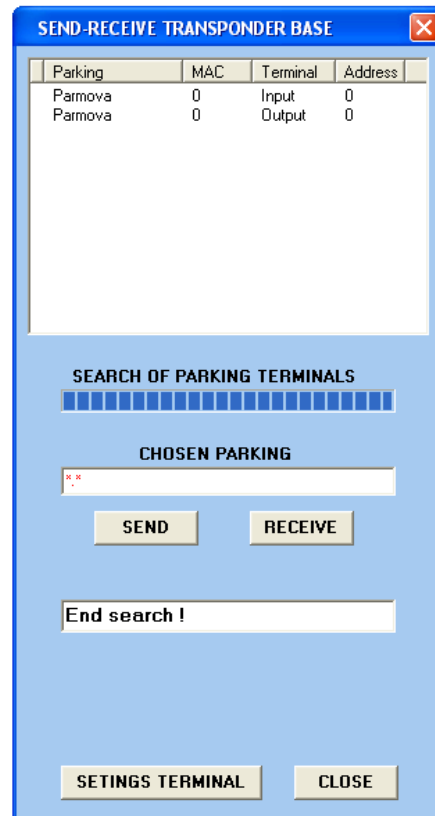 SEND-RECEIVE TRANSPONDER BASE
Parking MAC Terminal Address
Parmova 0 Input 0
Parmova 0 Output 0
SEARCH OF PARKING TERMINALS
CHOSEN PARKING
*.*
SEND RECEIVE
End search !
SETINGS TERMINAL CLOSE